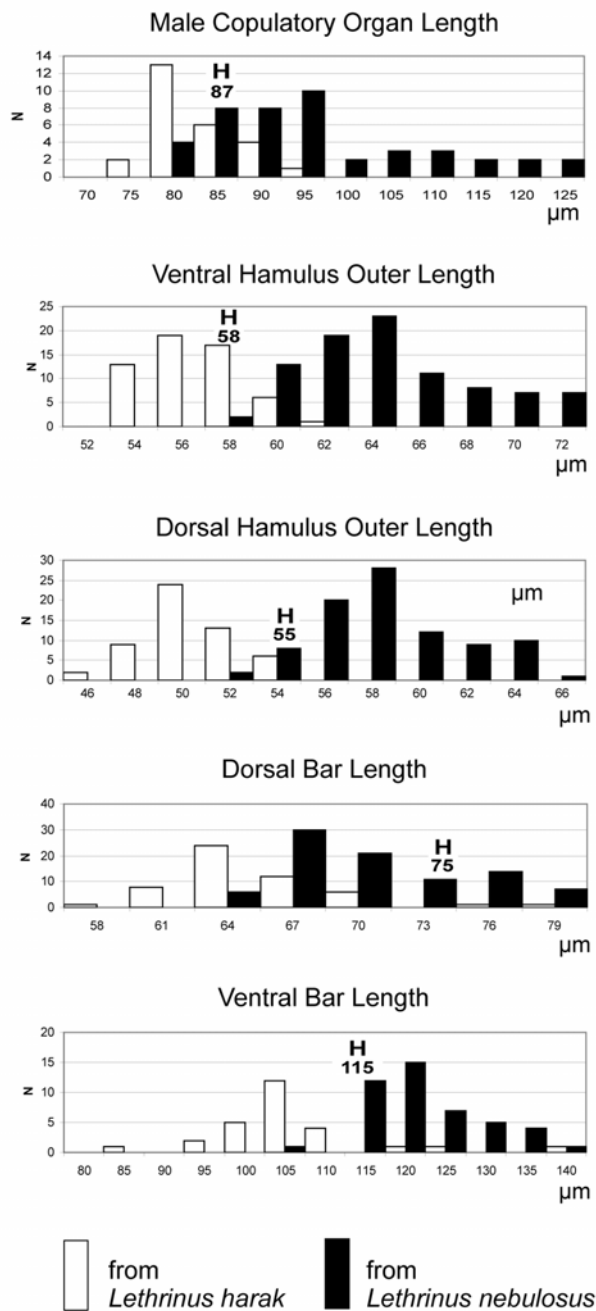 Male Copulatory Organ Length
14
12
10
8
6
4
2
0
N
H
87
70 75 80 85 90 95 100 105 110 115 120 125
µm
Ventral Hamulus Outer Length
25
20
15
10
5
0
N
H
58
52 54 56 58 60 62 64 66 68 70 72
µm
Dorsal Hamulus Outer Length
30
25
20
15
10
5
0
N
H
55
µm
46 48 50 52 54 56 58 60 62 64 66
µm
Dorsal Bar Length
40
30
20
10
0
N
H
75
58 61 64 67 70 73 76 79
µm
Ventral Bar Length
20
15
10
5
0
N
H
115
80 85 90 95 100 105 110 115 120 125 130 135 140
µm
from
Lethrinus harak
from
Lethrinus nebulosus